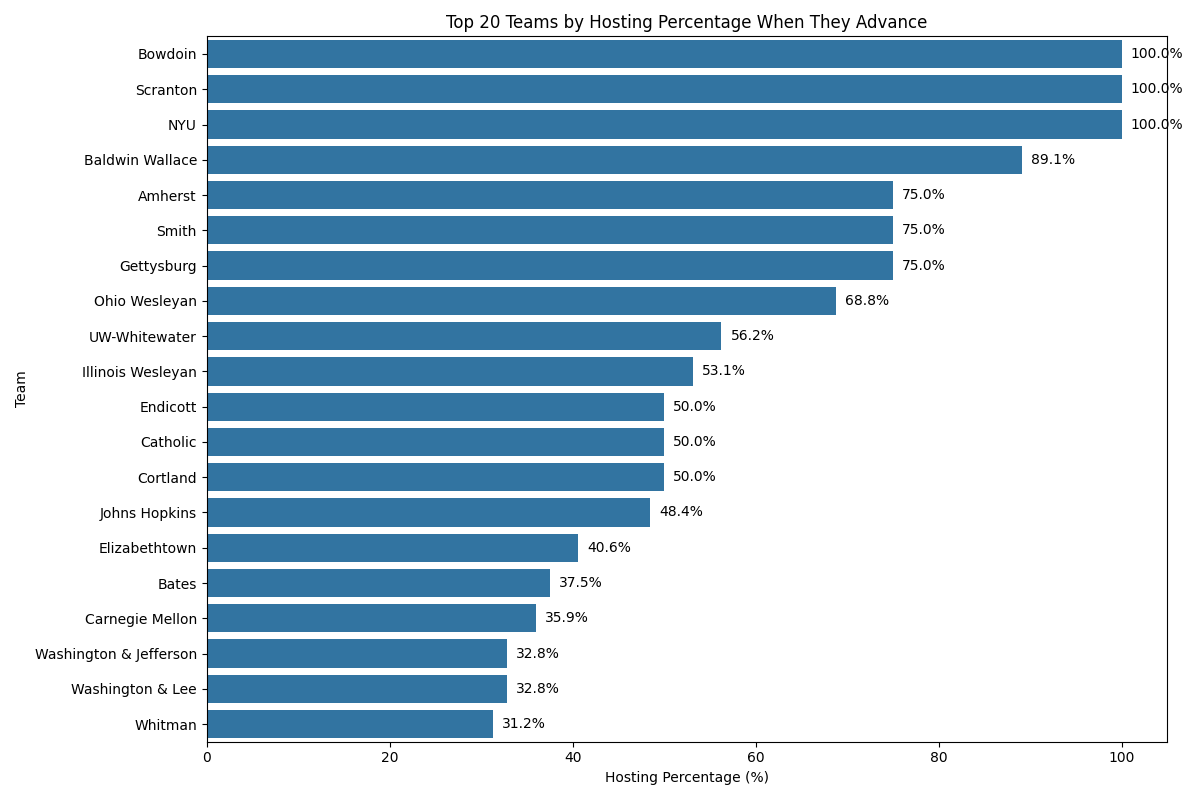 Top 20 Teams by Hosting Percentage When They Advance
Team
Bowdoin 100.0%
Scranton 100.0%
NYU 100.0%
Baldwin Wallace 89.1%
Amherst 75.0%
Smith 75.0%
Gettysburg 75.0%
Ohio Wesleyan 68.8%
UW-Whitewater 56.2%
Illinois Wesleyan 53.1%
Endicott 50.0%
Catholic 50.0%
Cortland 50.0%
Johns Hopkins 48.4%
Elizabethtown 40.6%
Bates 37.5%
Carnegie Mellon 35.9%
Washington & Jefferson 32.8%
Washington & Lee 32.8%
Whitman 31.2%
0 20 40 60 80 100
Hosting Percentage (%)